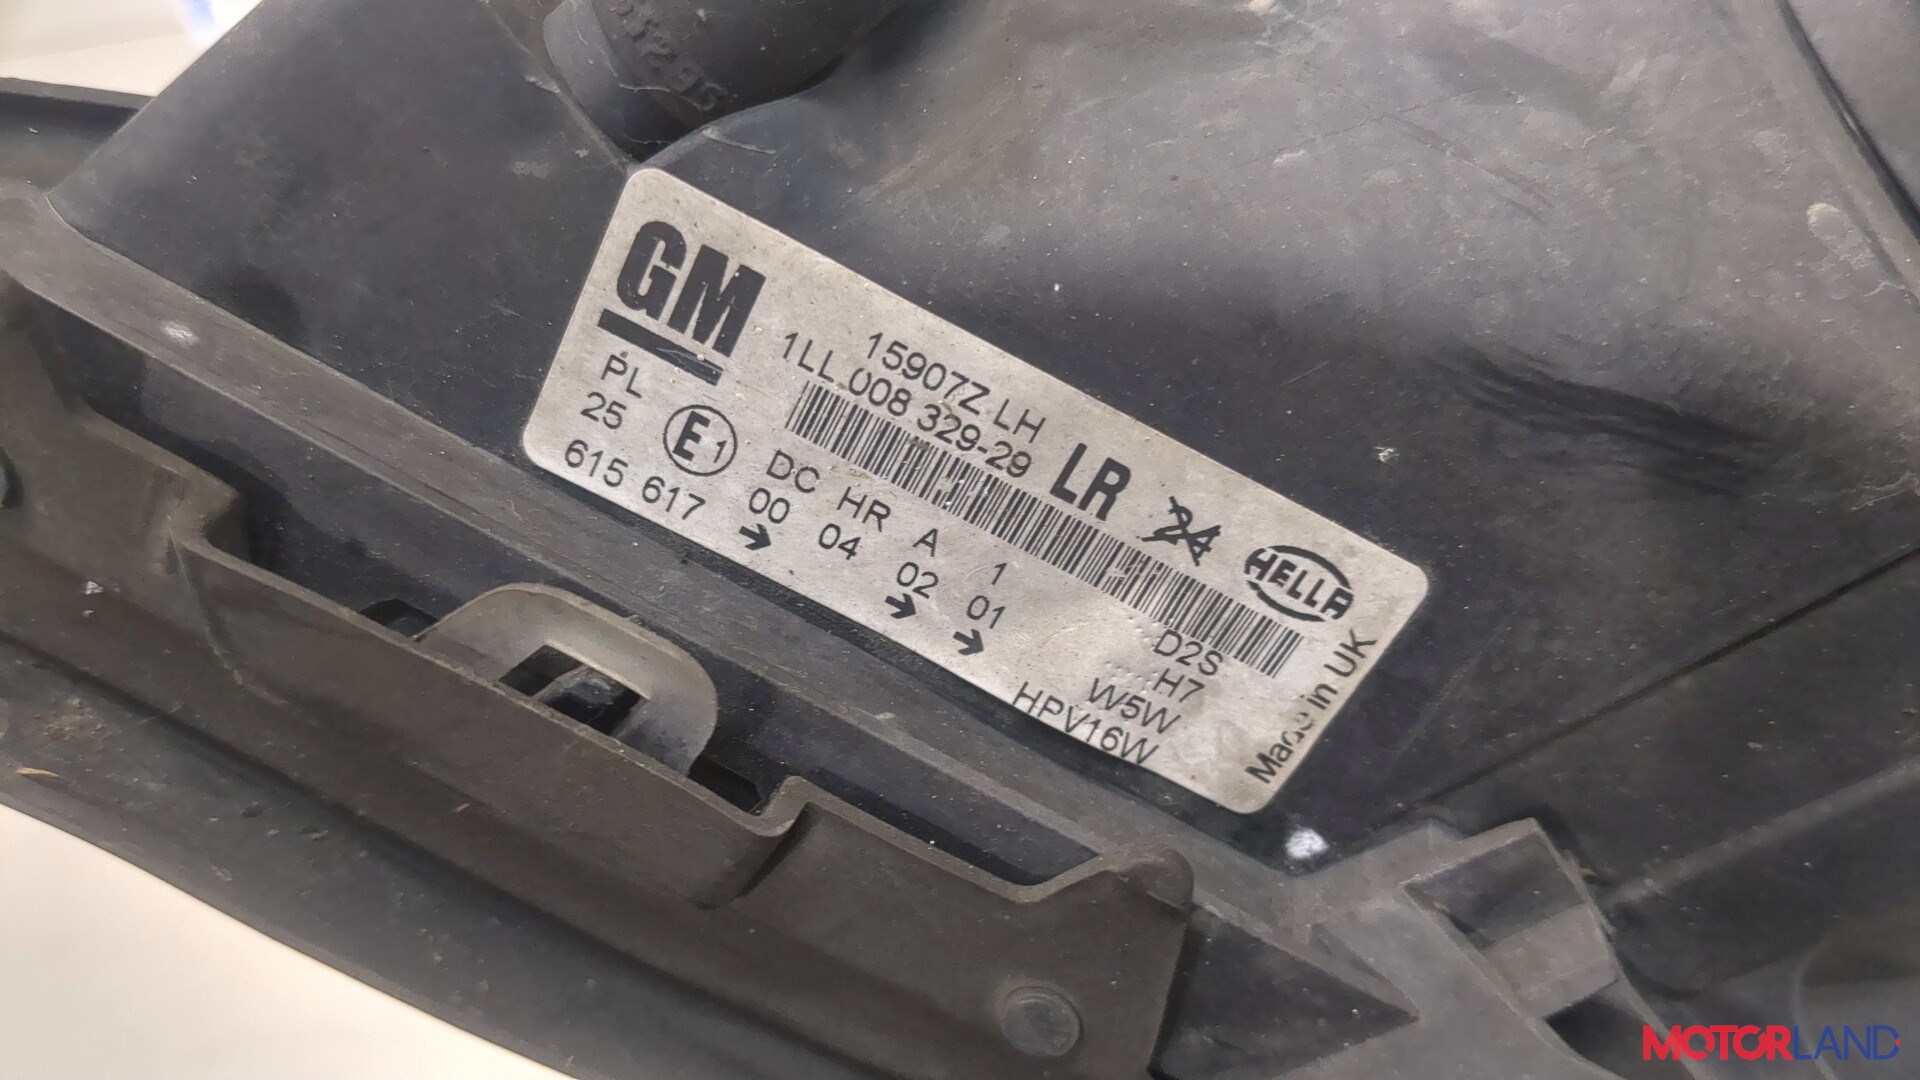 GM
15907Z LH
1LL 008 329-29
LR 24
HELLA
PL
25
E1
615 617
DC HR A 1
00 04 02 01
D2S
H7
W5W
HPV16W
Made in UK
MOTORLAND